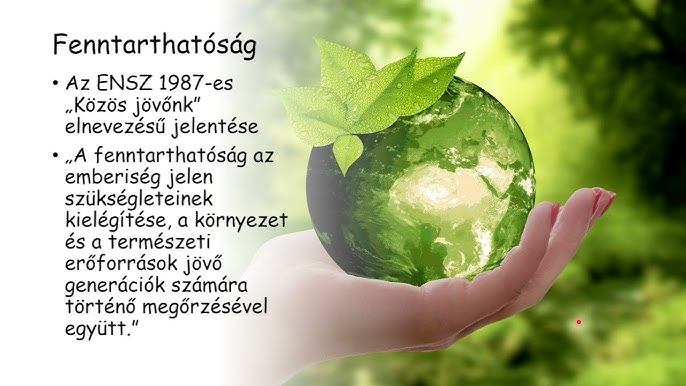 Fenntarthatóság
• Az ENSZ 1987-es
„Közös jövőnk”
elnevezésű jelentése
• „A fenntarthatóság az
emberiség jelen
szükségleteinek
kielégítése, a környezet
és a természeti
erőforrások jövő
generációk számára
történő megőrzésével
együtt.”